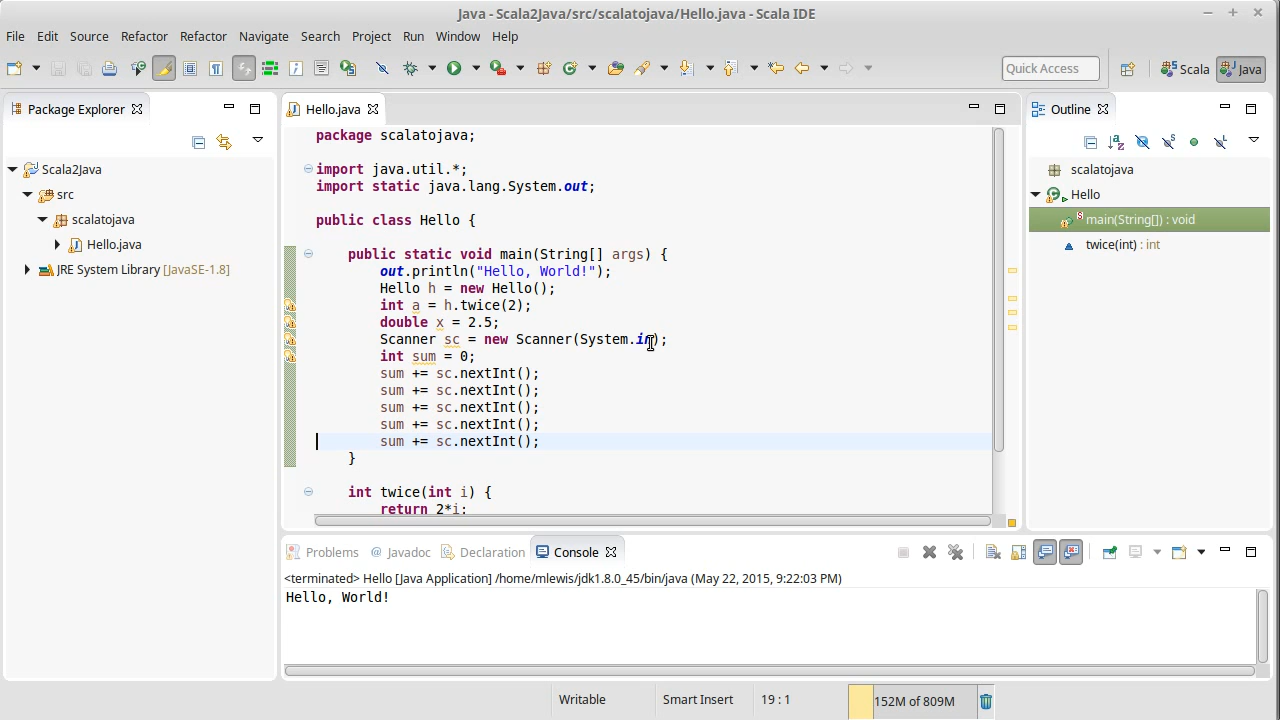 Java - Scala2Java/src/scalatojava/Hello.java - Scala IDE
File Edit Source Refactor Refactor Navigate Search Project Run Window Help
Quick Access
Scala
Java
Package Explorer
Scala2Java
src
scalatojava
Hello.java
JRE System Library [JavaSE-1.8]
Hello.java
package scalatojava;
import java.util.*;
import static java.lang.System.out;
public class Hello {
public static void main(String[] args) {
out.println("Hello, World!");
Hello h = new Hello();
int a = h.twice(2);
double x = 2.5;
Scanner sc = new Scanner(System.in);
int sum = 0;
sum += sc.nextInt();
sum += sc.nextInt();
sum += sc.nextInt();
sum += sc.nextInt();
sum += sc.nextInt();
}
int twice(int i) {
return 2*i;
Outline
scalatojava
Hello
main(String[]) : void
twice(int) : int
Problems @ Javadoc Declaration Console
<terminated> Hello [Java Application] /home/mlewis/jdk1.8.0_45/bin/java (May 22, 2015, 9:22:03 PM)
Hello, World!
Writable Smart Insert 19 : 1 152M of 809M